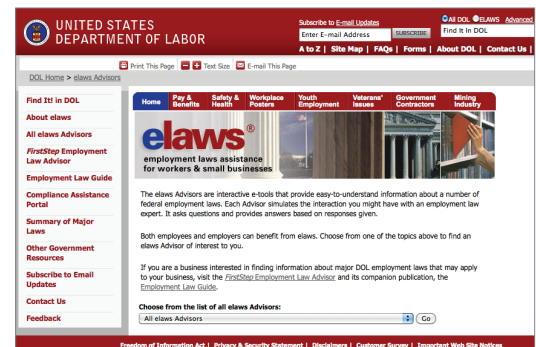 UNITED STATES
DEPARTMENT OF LABOR
Subscribe to E-mail Updates
All DOL ELAWS Advanced
Enter E-mail Address SUBSCRIBE Find It In DOL
A to Z | Site Map | FAQs | Forms | About DOL | Contact Us |
Print This Page Text Size E-mail This Page
DOL Home > elaws Advisors
Find It! in DOL
About elaws
All elaws Advisors
FirstStep Employment
Law Advisor
Employment Law Guide
Compliance Assistance
Portal
Summary of Major
Laws
Other Government
Resources
Subscribe to Email
Updates
Contact Us
Feedback
Home Pay & Benefits Safety & Health Workplace Posters Youth Employment Veterans' Issues Government Contractors Mining Industry
elaws®
employment laws assistance
for workers & small businesses
The elaws Advisors are interactive e-tools that provide easy-to-understand information about a number of
federal employment laws. Each Advisor simulates the interaction you might have with an employment law
expert. It asks questions and provides answers based on responses given.
Both employees and employers can benefit from elaws. Choose from one of the topics above to find an
elaws Advisor of interest to you.
If you are a business interested in finding information about major DOL employment laws that may apply
to your business, visit the FirstStep Employment Law Advisor and its companion publication, the
Employment Law Guide.
Choose from the list of all elaws Advisors:
All elaws Advisors Go
Freedom of Information Act | Privacy & Security Statement | Disclaimers | Customer Survey | Important Web Site Notices